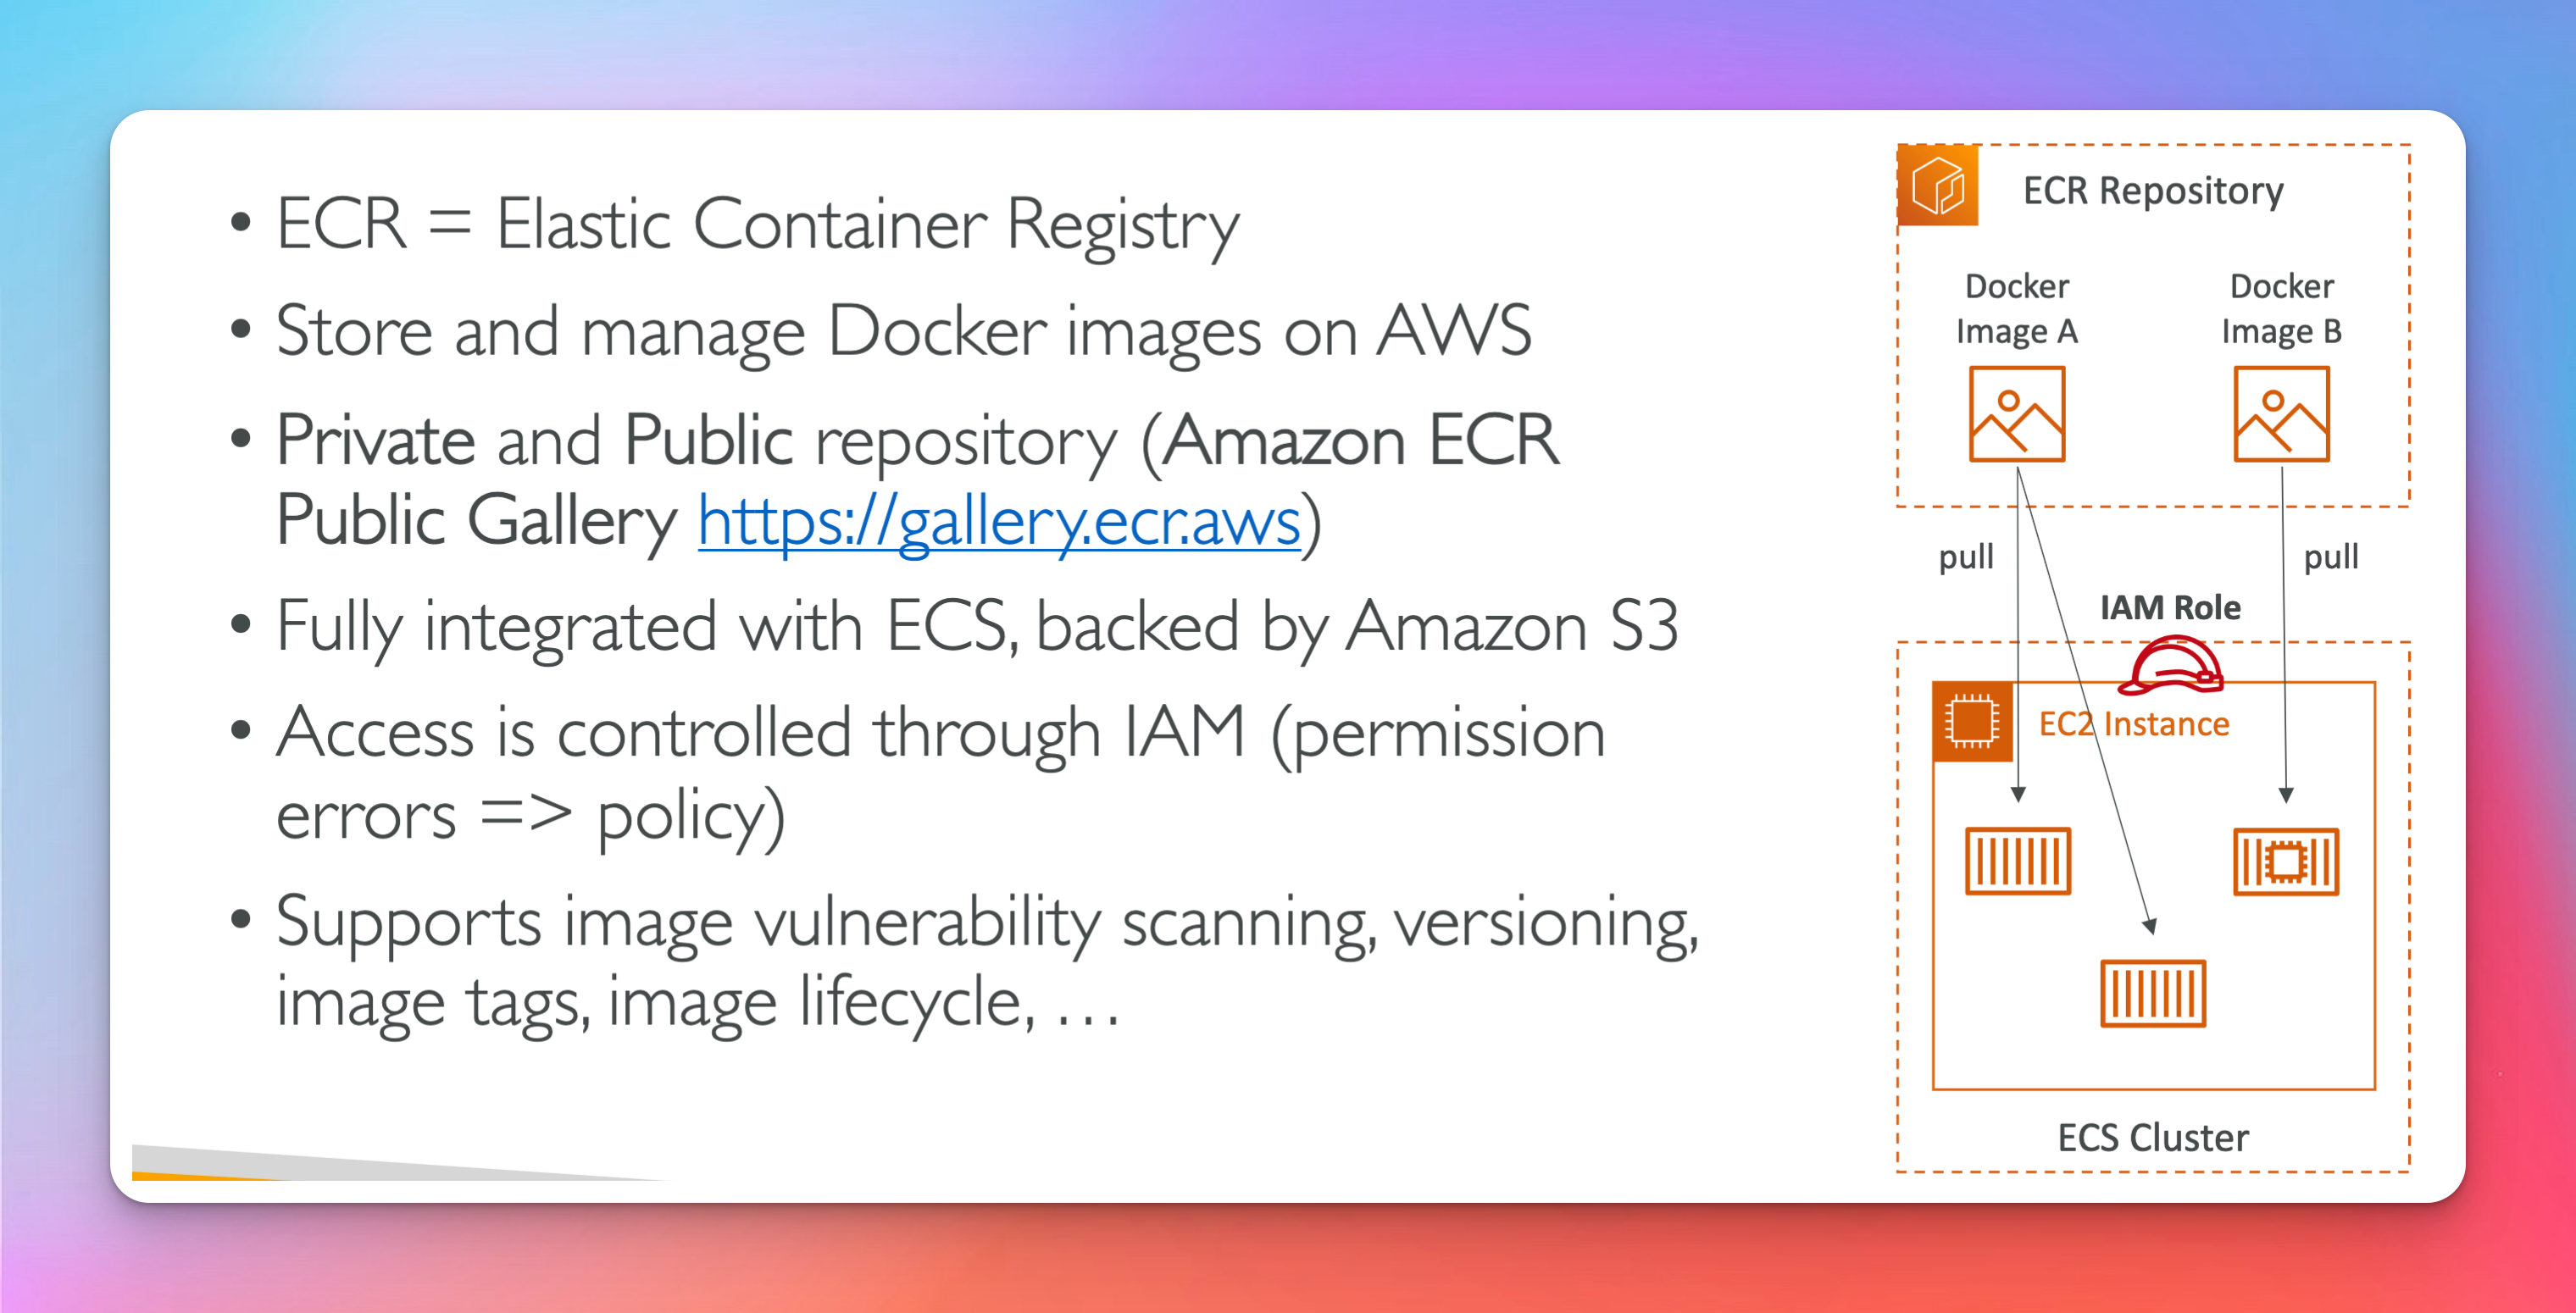 • ECR = Elastic Container Registry
• Store and manage Docker images on AWS
• Private and Public repository (Amazon ECR
Public Gallery https://gallery.ecr.aws)
• Fully integrated with ECS, backed by Amazon S3
• Access is controlled through IAM (permission
errors => policy)
• Supports image vulnerability scanning, versioning,
image tags, image lifecycle, …
ECR Repository
Docker
Image A
Docker
Image B
pull
pull
IAM Role
EC2 Instance
ECS Cluster